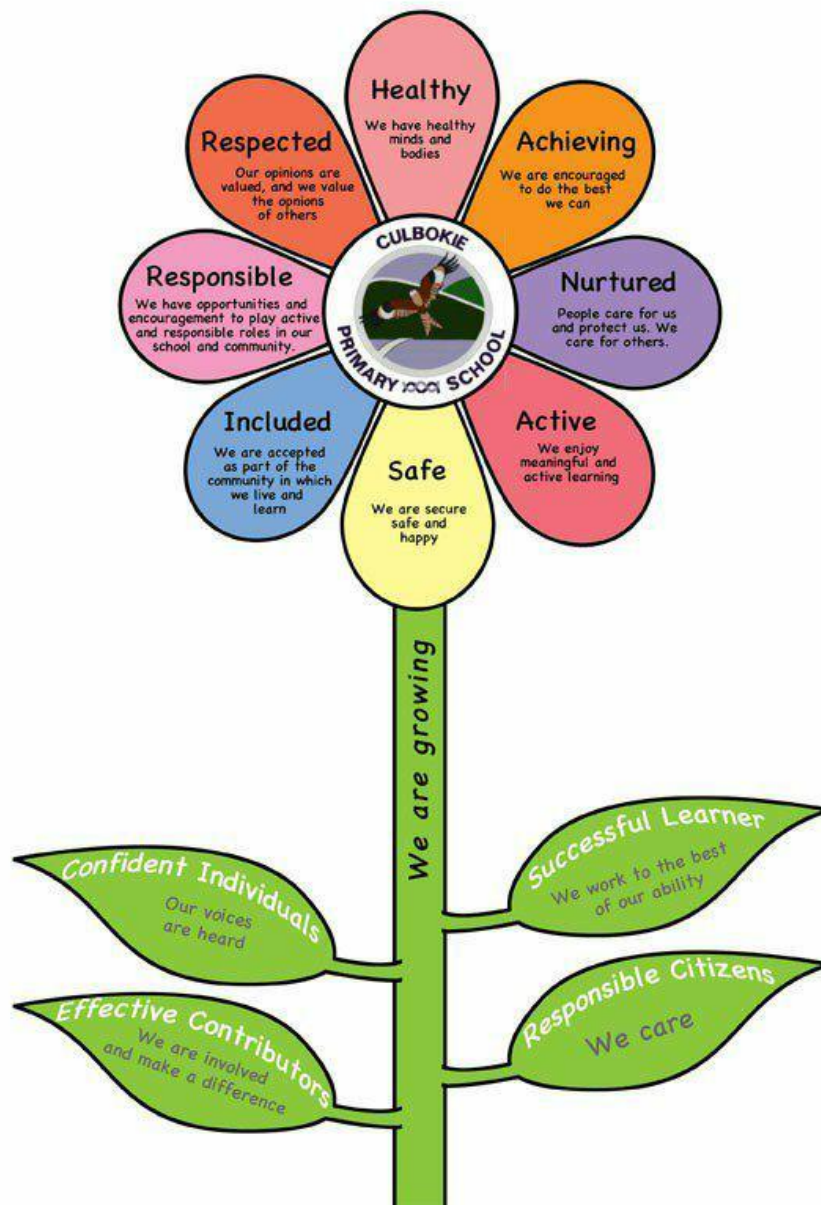 Healthy
We have healthy
minds and
bodies
Achieving
We are encouraged
to do the best
we can
Nurtured
People care for us
and protect us. We
care for others.
Active
We enjoy
meaningful and
active learning
Safe
We are secure
safe and
happy
Included
We are accepted
as part of the
community in which
we live and
learn
Responsible
We have opportunities and
encouragement to play active
and responsible roles in our
school and community.
Respected
Our opinions are
valued, and we value
the opnions
of others
CULBOKIE
PRIMARY SCHOOL
We are growing
Confident Individuals
Our voices
are heard
Successful Learner
We work to the best
of our ability
Effective Contributors
We are involved
and make a difference
Responsible Citizens
We care